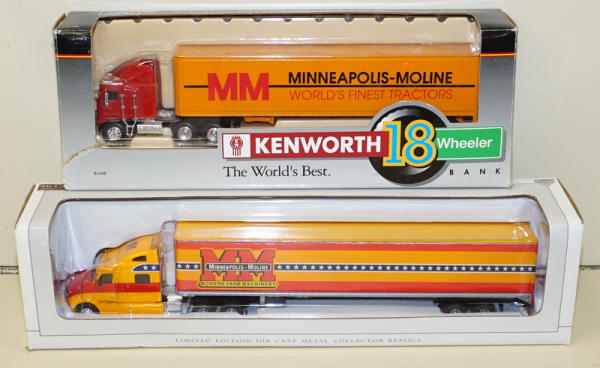 MM MINNEAPOLIS-MOLINE
WORLD'S FINEST TRACTORS
KENWORTH 18 Wheeler
The World's Best.
BANK
MM
MINNEAPOLIS-MOLINE
MODERN FARM MACHINERY
LIMITED EDITION DIE CAST METAL COLLECTOR REPLICA